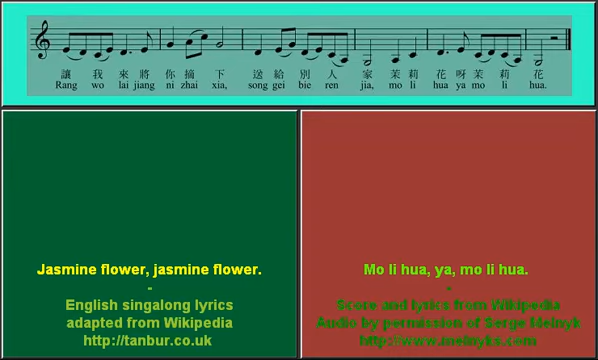 讓 我 來 將 你 摘 下 送 給 別 人 家 茉 莉 花 呀 茉 莉 花
Rang wo lai jiang ni zhai xia, song gei bie ren jia, mo li hua ya mo li hua.
Jasmine flower, jasmine flower.
-
English singalong lyrics
adapted from Wikipedia
http://tanbur.co.uk
Mo li hua, ya, mo li hua.
-
Score and lyrics from Wikipedia
Audio by permission of Serge Melnyk
http://www.melnyks.com